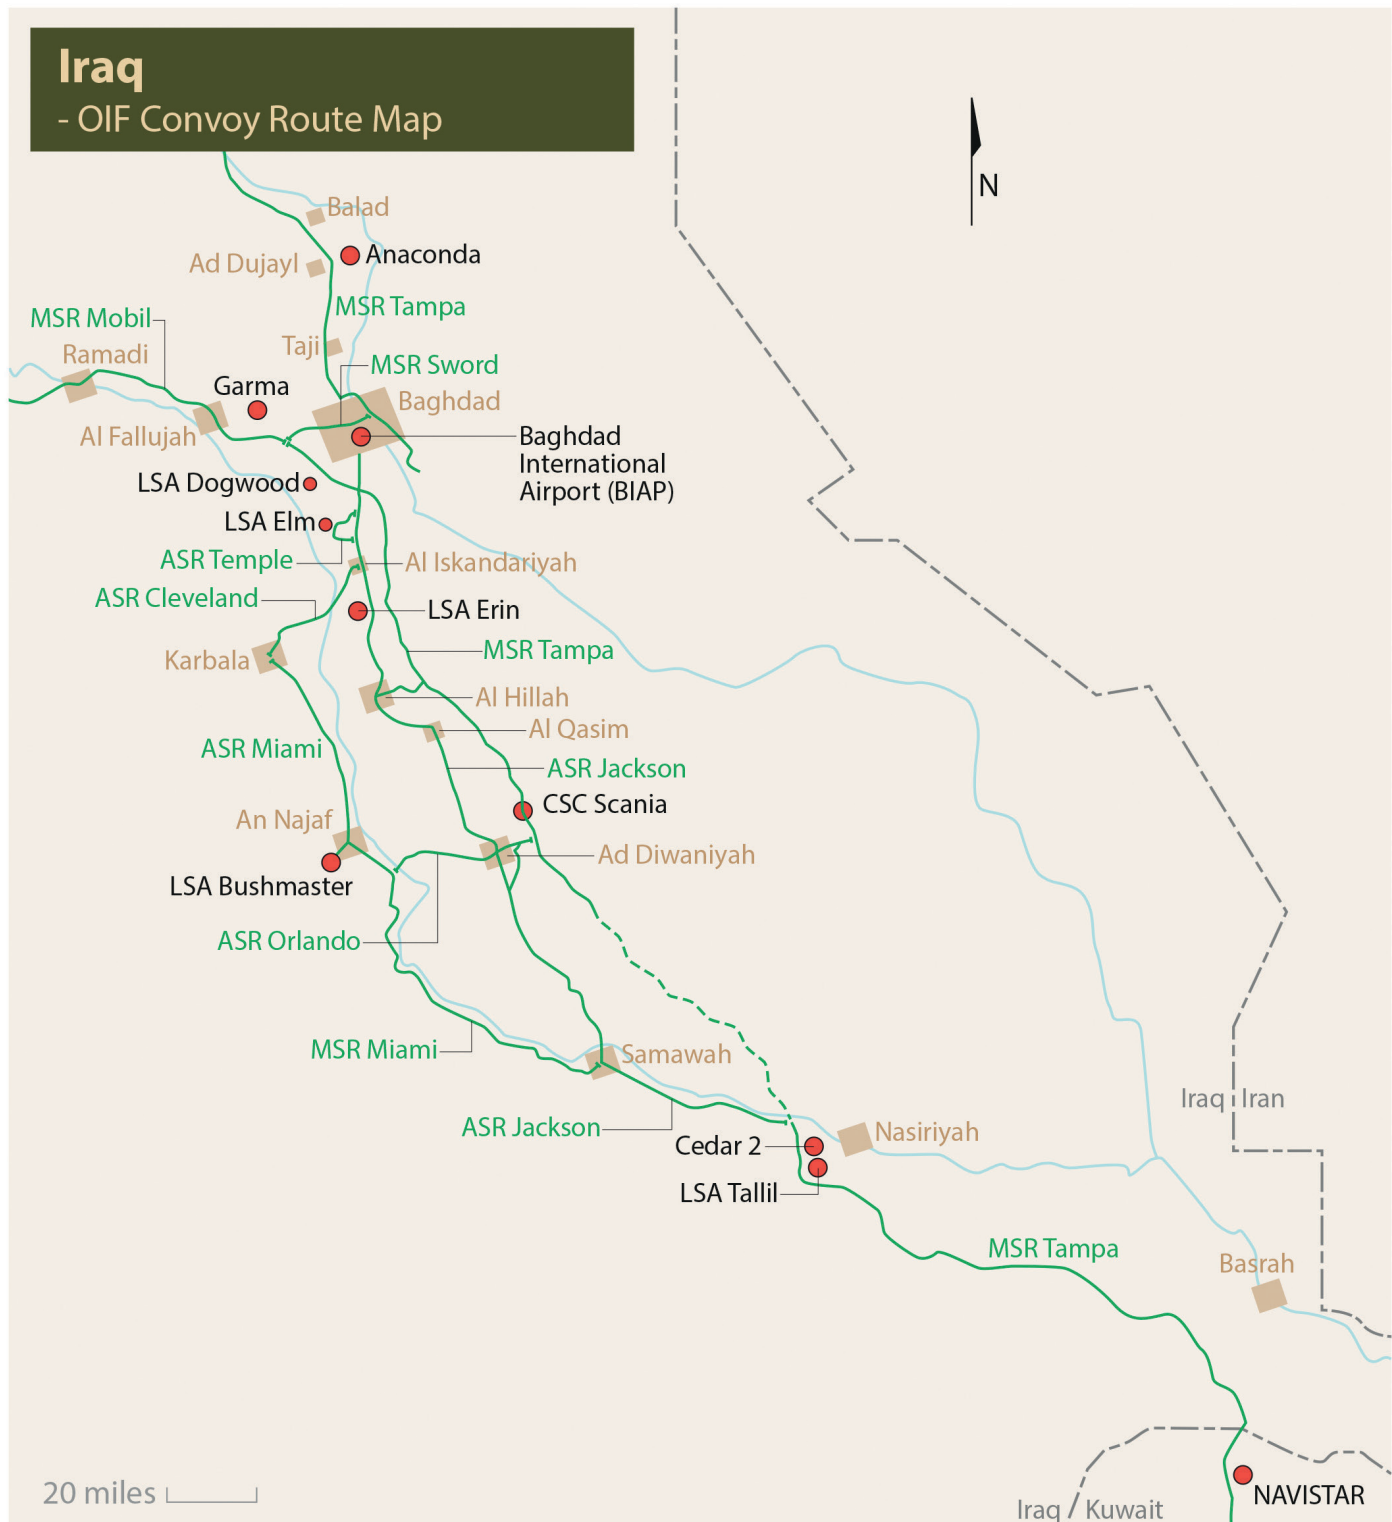 Iraq
- OIF Convoy Route Map
N
Balad
Anaconda
Ad Dujayl
MSR Tampa
MSR Mobil
Taji
Ramadi
MSR Sword
Garma
Baghdad
Al Fallujah
Baghdad
International
Airport (BIAP)
LSA Dogwood
LSA Elm
ASR Temple
Al Iskandariyah
ASR Cleveland
LSA Erin
MSR Tampa
Karbala
Al Hillah
Al Qasim
ASR Miami
ASR Jackson
CSC Scania
An Najaf
Ad Diwaniyah
LSA Bushmaster
ASR Orlando
MSR Miami
Samawah
Iraq Iran
ASR Jackson
Nasiriyah
Cedar 2
LSA Tallil
MSR Tampa
Basrah
20 miles
NAVISTAR
Iraq Kuwait